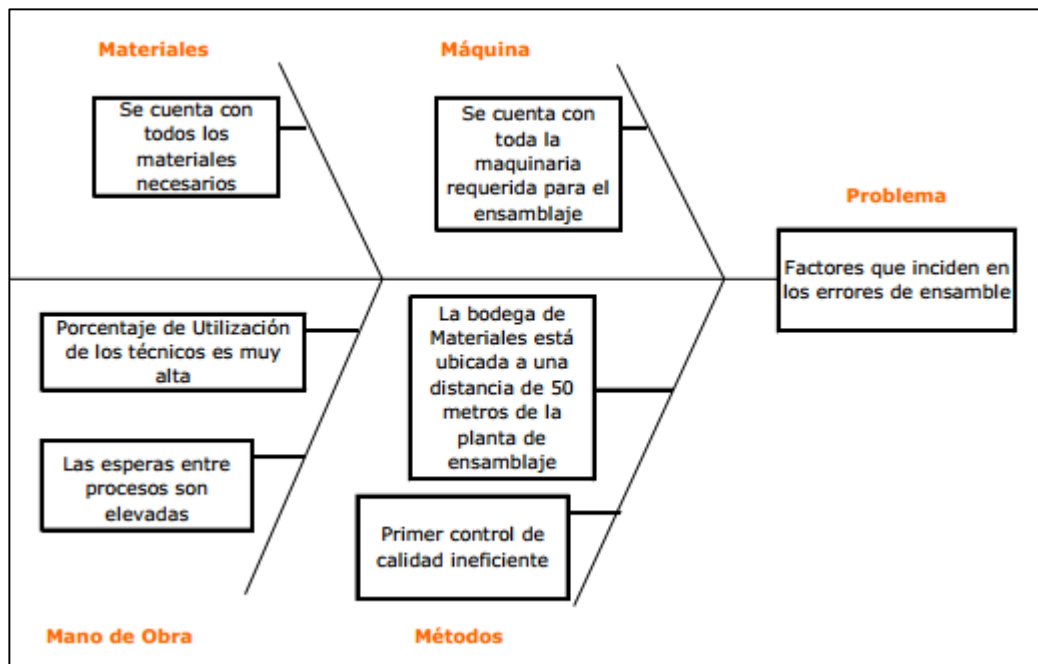 Materiales
Máquina
Se cuenta con
todos los
materiales
necesarios
Se cuenta con
toda la
maquinaria
requerida para el
ensamblaje
Problema
Factores que inciden en
los errores de ensamble
Porcentaje de Utilización
de los técnicos es muy
alta
La bodega de
Materiales está
ubicada a una
distancia de 50
metros de la
planta de
ensamblaje
Las esperas entre
procesos son
elevadas
Primer control de
calidad ineficiente
Mano de Obra
Métodos